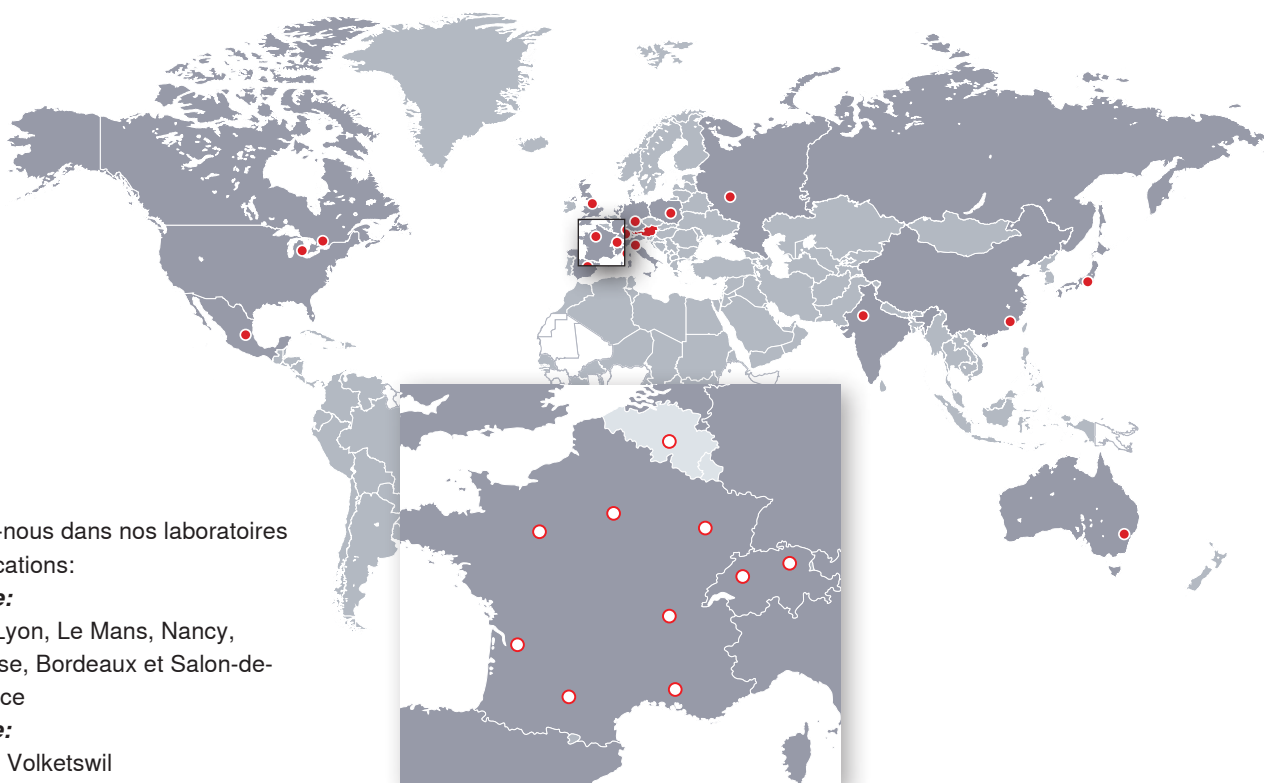 -nous dans nos laboratoires
cations:
e:
Lyon, Le Mans, Nancy,
se, Bordeaux et Salon-de-
ce
e:
Volketswil